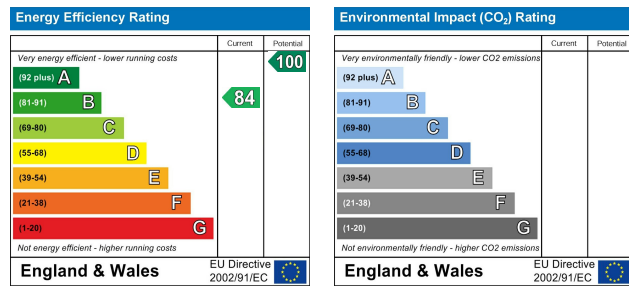 Energy Efficiency Rating
Current Potential
Very energy efficient - lower running costs
100
(92 plus) A
(81-91) B
84
(69-80) C
(55-68) D
(39-54) E
(21-38) F
(1-20) G
Not energy efficient - higher running costs
England & Wales
EU Directive
2002/91/EC
Environmental Impact (CO₂) Rating
Current Potential
Very environmentally friendly - lower CO2 emissions
(92 plus) A
(81-91) B
(69-80) C
(55-68) D
(39-54) E
(21-38) F
(1-20) G
Not environmentally friendly - higher CO2 emissions
England & Wales
EU Directive
2002/91/EC